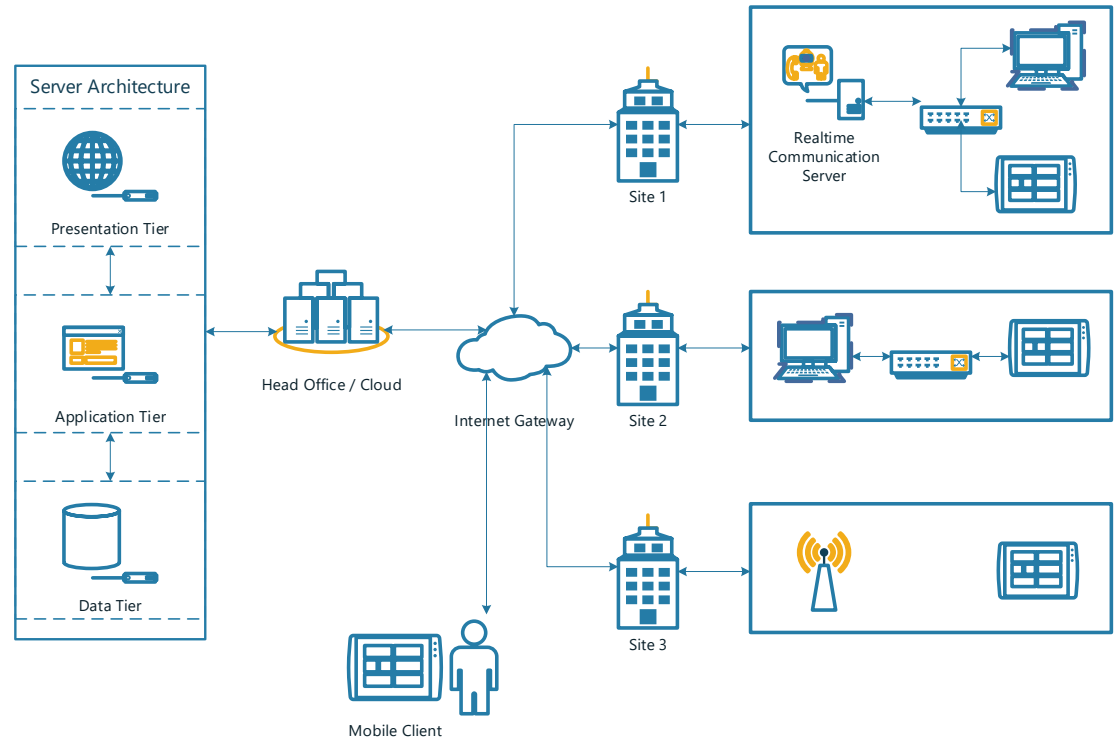 Server Architecture
Presentation Tier
Application Tier
Data Tier
Head Office / Cloud
Internet Gateway
Mobile Client
Site 1
Realtime
Communication
Server
Site 2
Site 3